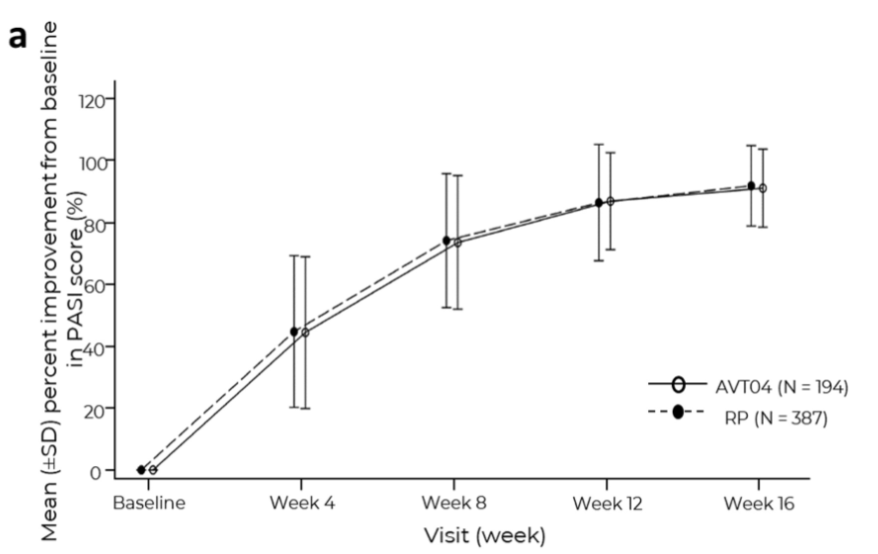 a
Mean (±SD) percent improvement from baseline
in PASI score (%)
120
100
80
60
40
20
0
Baseline
Week 4
Week 8
Week 12
Week 16
Visit (week)
AVT04 (N = 194)
RP (N = 387)